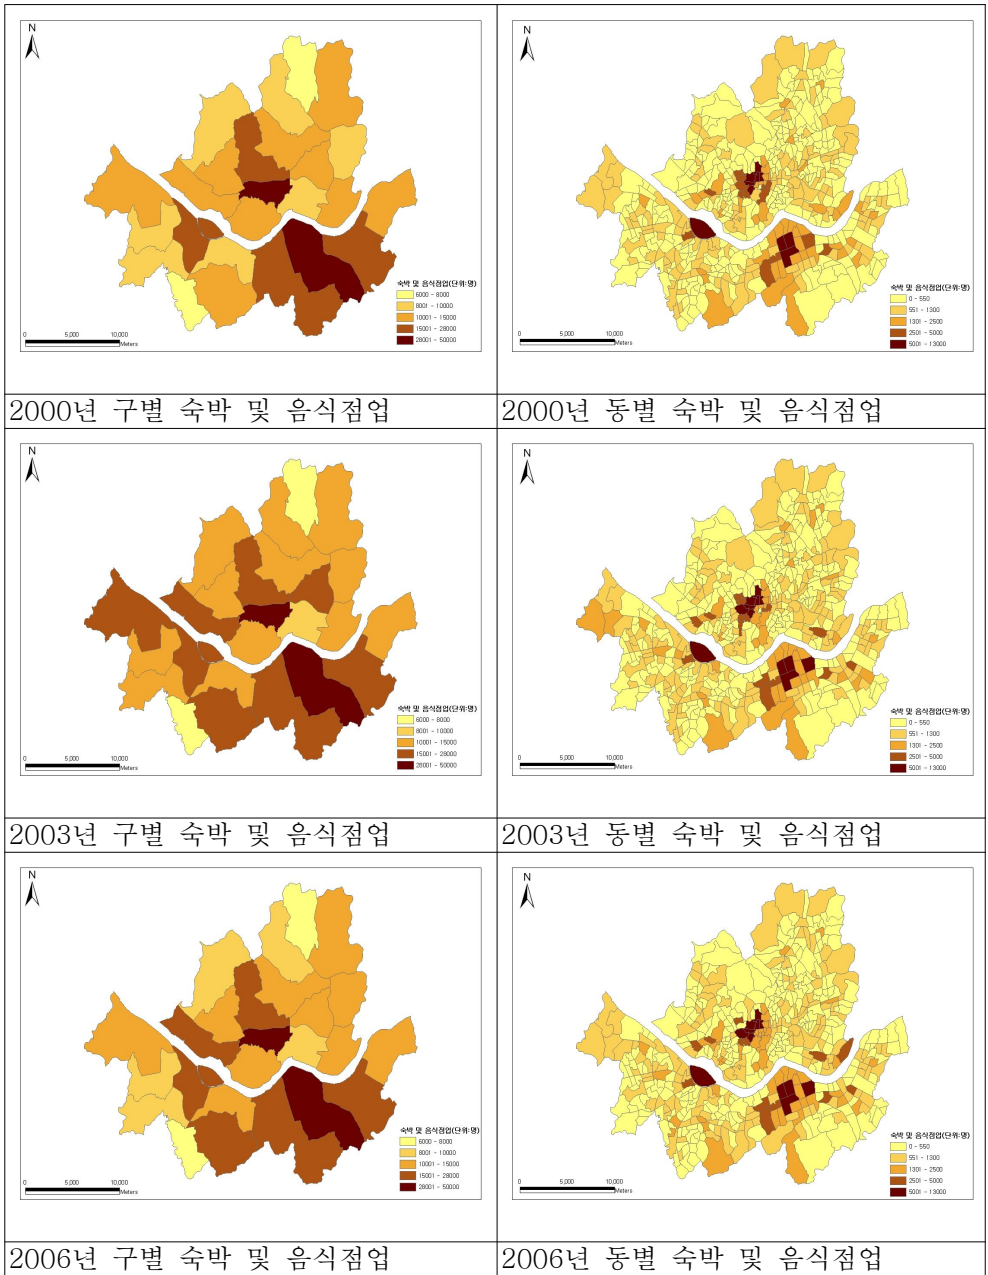 N
숙박 및 음식점업(단위:명)
6000 - 8000
8001 - 10000
10001 - 15000
15001 - 28000
28001 - 50000
0 5,000 10,000
Meters
N
숙박 및 음식점업(단위:명)
0 - 550
551 - 1300
1301 - 2500
2501 - 5000
5001 - 13000
0 5,000 10,000
Meters
2000년 구별 숙박 및 음식점업
2000년 동별 숙박 및 음식점업
N
숙박 및 음식점업(단위:명)
6000 - 8000
8001 - 10000
10001 - 15000
15001 - 28000
28001 - 50000
0 5,000 10,000
Meters
N
숙박 및 음식점업(단위:명)
0 - 550
551 - 1300
1301 - 2500
2501 - 5000
5001 - 13000
0 5,000 10,000
Meters
2003년 구별 숙박 및 음식점업
2003년 동별 숙박 및 음식점업
N
숙박 및 음식점업(단위:명)
6000 - 8000
8001 - 10000
10001 - 15000
15001 - 28000
28001 - 50000
0 5,000 10,000
Meters
N
숙박 및 음식점업(단위:명)
0 - 550
551 - 1300
1301 - 2500
2501 - 5000
5001 - 13000
0 5,000 10,000
Meters
2006년 구별 숙박 및 음식점업
2006년 동별 숙박 및 음식점업